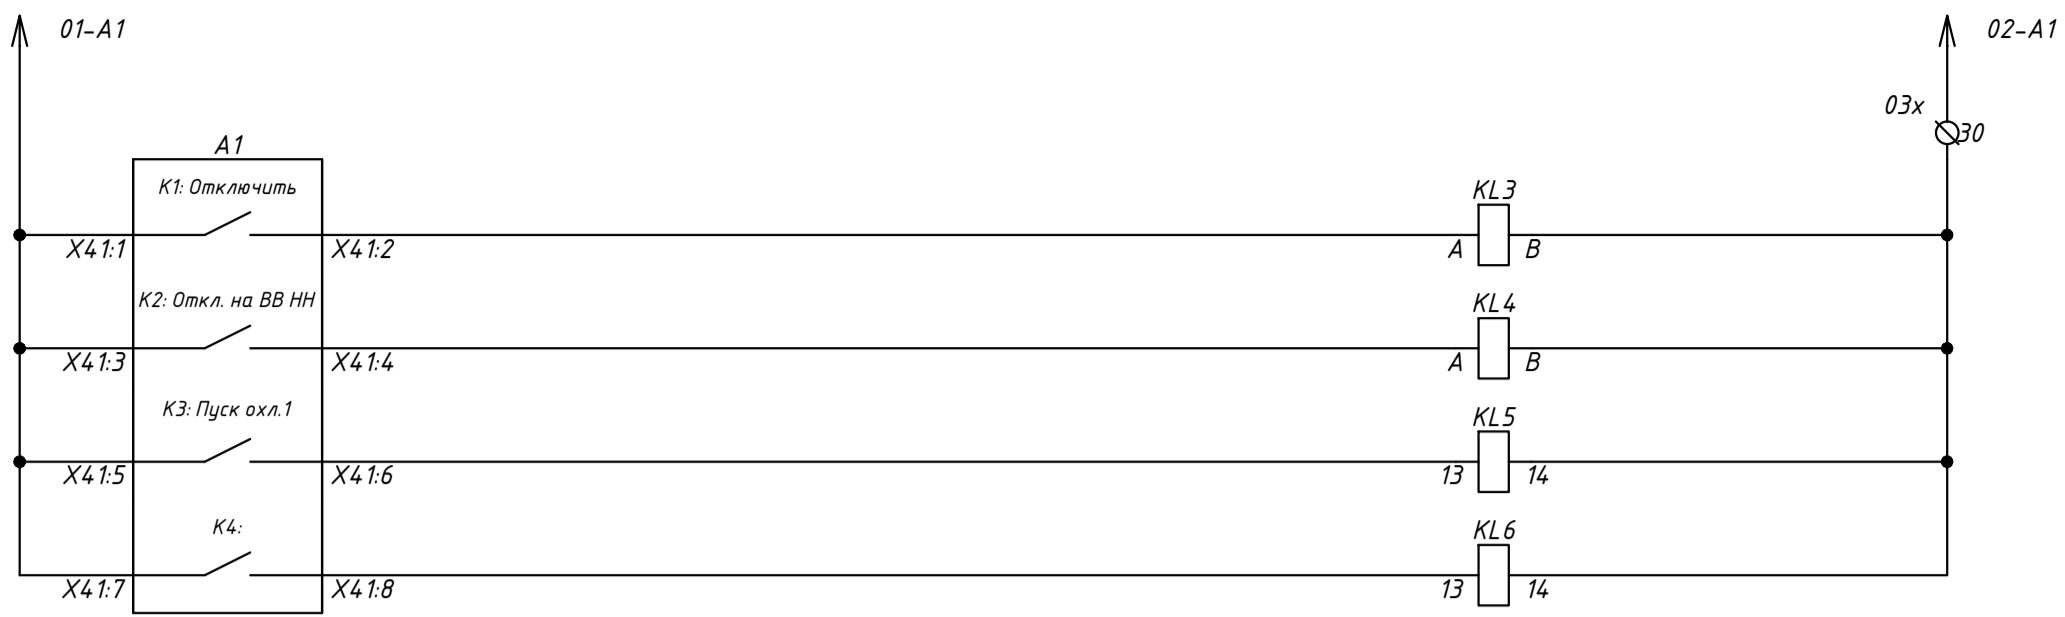 01-A1
02-A1
03x
30
A1
K1: Отключить
KL3
X41:1
X41:2
A
B
K2: Откл. на ВВ НН
KL4
X41:3
X41:4
A
B
K3: Пуск охл.1
KL5
X41:5
X41:6
13
14
K4:
KL6
X41:7
X41:8
13
14